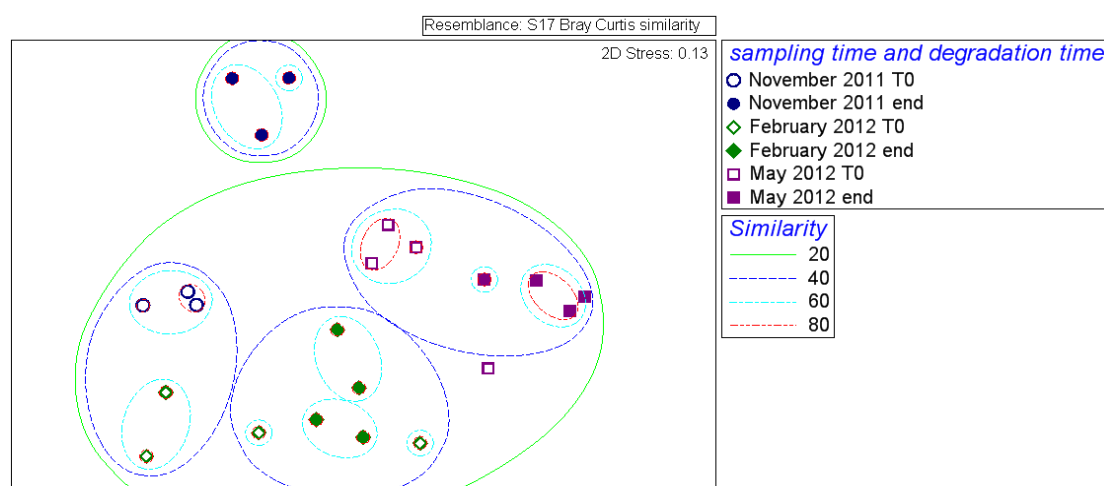 Resemblance: S17 Bray Curtis similarity
2D Stress: 0.13
sampling time and degradation time
November 2011 T0
November 2011 end
February 2012 T0
February 2012 end
May 2012 T0
May 2012 end
Similarity
20
40
60
80